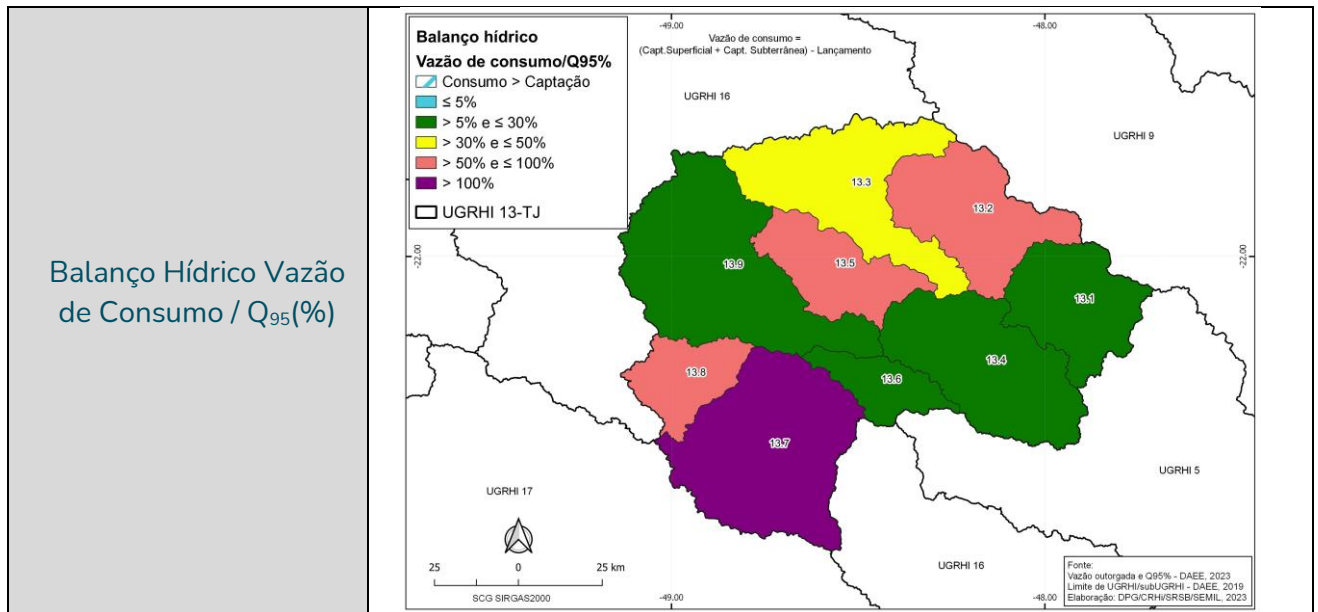 Balanço Hídrico Vazão
de Consumo / Q₉₅(%)
-49.00
-48.00
Balanço hídrico
Vazão de consumo/Q95%
Consumo > Captação
≤ 5%
> 5% e ≤ 30%
> 30% e ≤ 50%
> 50% e ≤ 100%
> 100%
UGRHI 13-TJ
Vazão de consumo =
(Capt.Superficial + Capt. Subterrânea) - Lançamento
UGRHI 16
UGRHI 9
13.3
13.2
-22.00
-22.00
13.9
13.5
13.1
13.4
13.8
13.6
13.7
UGRHI 5
UGRHI 17
UGRHI 16
25
0
25 km
SCG SIRGAS2000
Fonte:
Vazão outorgada e Q95% - DAEE, 2023
Limite de UGRHI/subUGRHI - DAEE, 2019
Elaboração: DPG/CRHi/SRSB/SEMIL, 2023
-49.00
-48.00